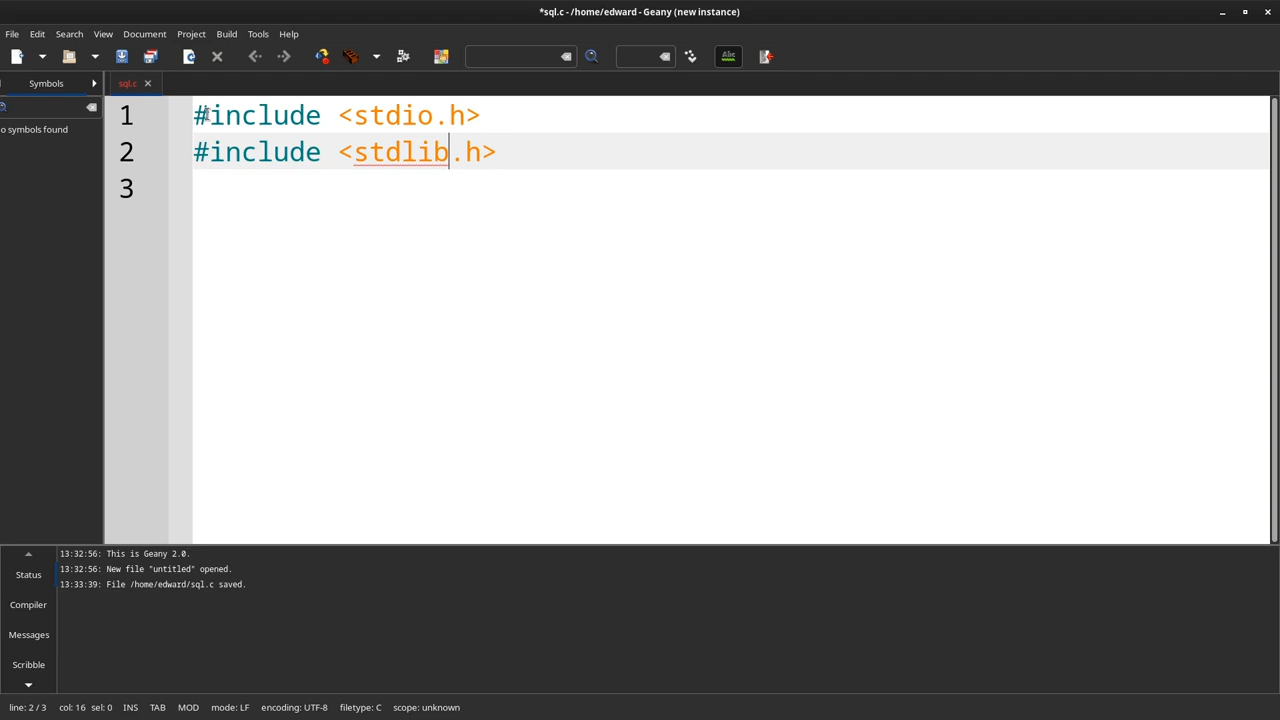 *sql.c - /home/edward - Geany (new instance)
File Edit Search View Document Project Build Tools Help
Abc
Symbols sql.c
o symbols found
1 #include <stdio.h>
2 #include <stdlib.h>
3
13:32:56: This is Geany 2.0.
13:32:56: New file "untitled" opened.
13:33:39: File /home/edward/sql.c saved.
Status
Compiler
Messages
Scribble
line: 2 / 3 col: 16 sel: 0 INS TAB MOD mode: LF encoding: UTF-8 filetype: C scope: unknown